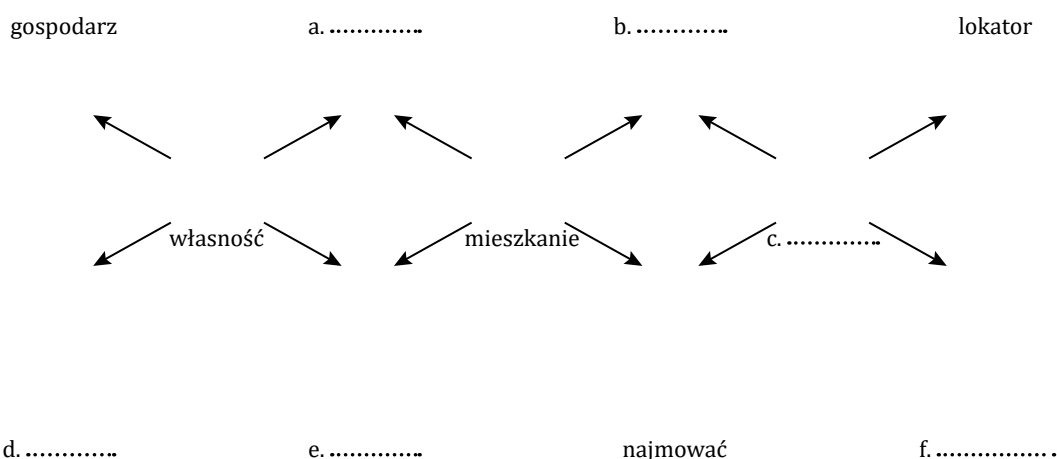 gospodarz a. .............. b. .............. lokator
własność mieszkanie c. ..............
d. .............. e. .............. najmować f. ................ .